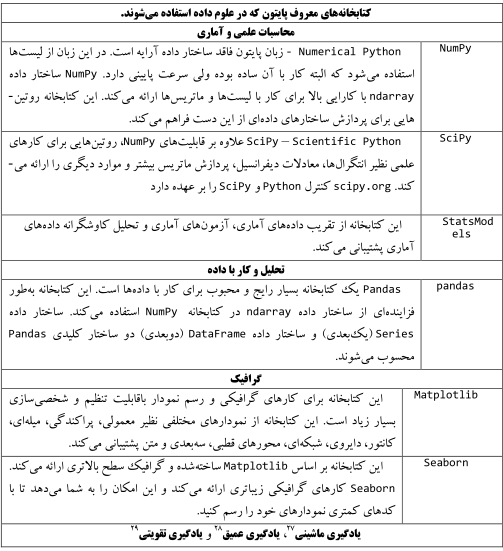 کتابخانه‌های معروف پایتون که در علوم داده استفاده می‌شوند.
محاسبات علمی و آماری
NumPy
Numerical Python - زبان پایتون فاقد ساختار داده آرایه است. در این زبان از لیست‌ها
استفاده می‌شود که البته کار با آن ساده بوده ولی سرعت پایینی دارد. NumPy ساختار داده
ndarray با کارایی بالا برای کار با لیست‌ها و ماتریس‌ها ارائه می‌کند. این کتابخانه روتین-
هایی برای پردازش ساختارهای داده‌ای از این دست فراهم می‌کند.
SciPy
SciPy – Scientific Python علاوه بر قابلیت‌های NumPy، روتین‌هایی برای کارهای
علمی نظیر انتگرال‌ها، معادلات دیفرانسیل، پردازش ماتریس بیشتر و موارد دیگری را ارائه می-
کند. scipy.org کنترل Python و SciPy را بر عهده دارد
StatsMod
els
این کتابخانه از تقریب داده‌های آماری، آزمون‌های آماری و تحلیل کاوشگرانه داده‌های
آماری پشتیبانی می‌کند.
تحلیل و کار با داده
pandas
Pandas یک کتابخانه بسیار رایج و محبوب برای کار با داده‌ها است. این کتابخانه به‌طور
فزاینده‌ای از ساختار داده ndarray در کتابخانه NumPy استفاده می‌کند. ساختار داده
Series (یک‌بعدی) و ساختار داده DataFrame (دوبعدی) دو ساختار کلیدی Pandas
محسوب می‌شوند.
گرافیک
Matplotlib
این کتابخانه برای کارهای گرافیکی و رسم نمودار باقابلیت تنظیم و شخصی‌سازی
بسیار زیاد است. این کتابخانه از نمودارهای مختلفی نظیر معمولی، پراکندگی، میله‌ای،
کانتور، دایروی، شبکه‌ای، محورهای قطبی، سه‌بعدی و متن پشتیبانی می‌کند.
Seaborn
این کتابخانه بر اساس Matplotlib ساخته‌شده و گرافیک سطح بالاتری ارائه می‌کند.
Seaborn کارهای گرافیکی زیباتری ارائه می‌کند و این امکان را به شما می‌دهد تا با
کدهای کمتری نمودارهای خود را رسم کنید.
یادگیری ماشینی۲۷، یادگیری عمیق۲۸ و یادگیری تقویتی۲۹